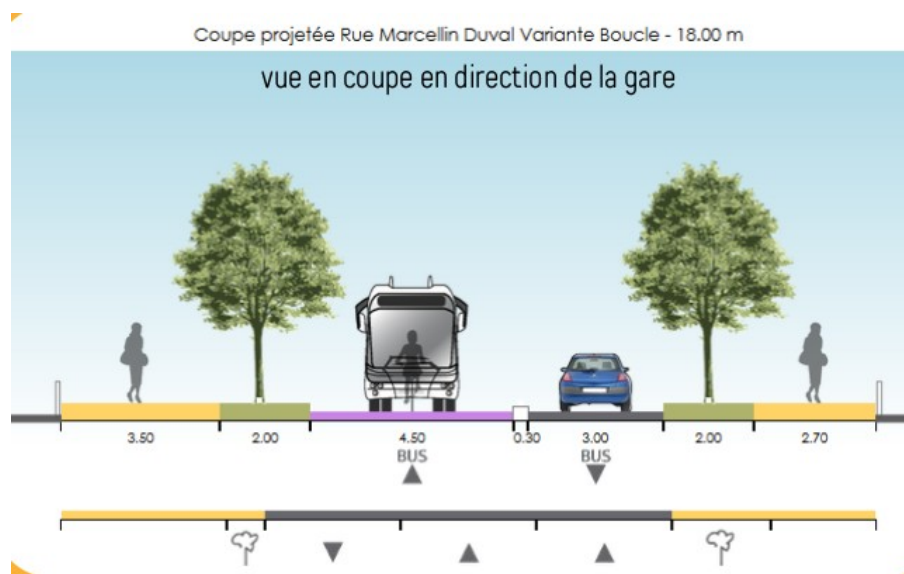 Coupe projetée Rue Marcellin Duval Variante Boucle - 18.00 m
vue en coupe en direction de la gare
3.50 2.00 4.50 0.30 3.00 2.00 2.70
BUS BUS